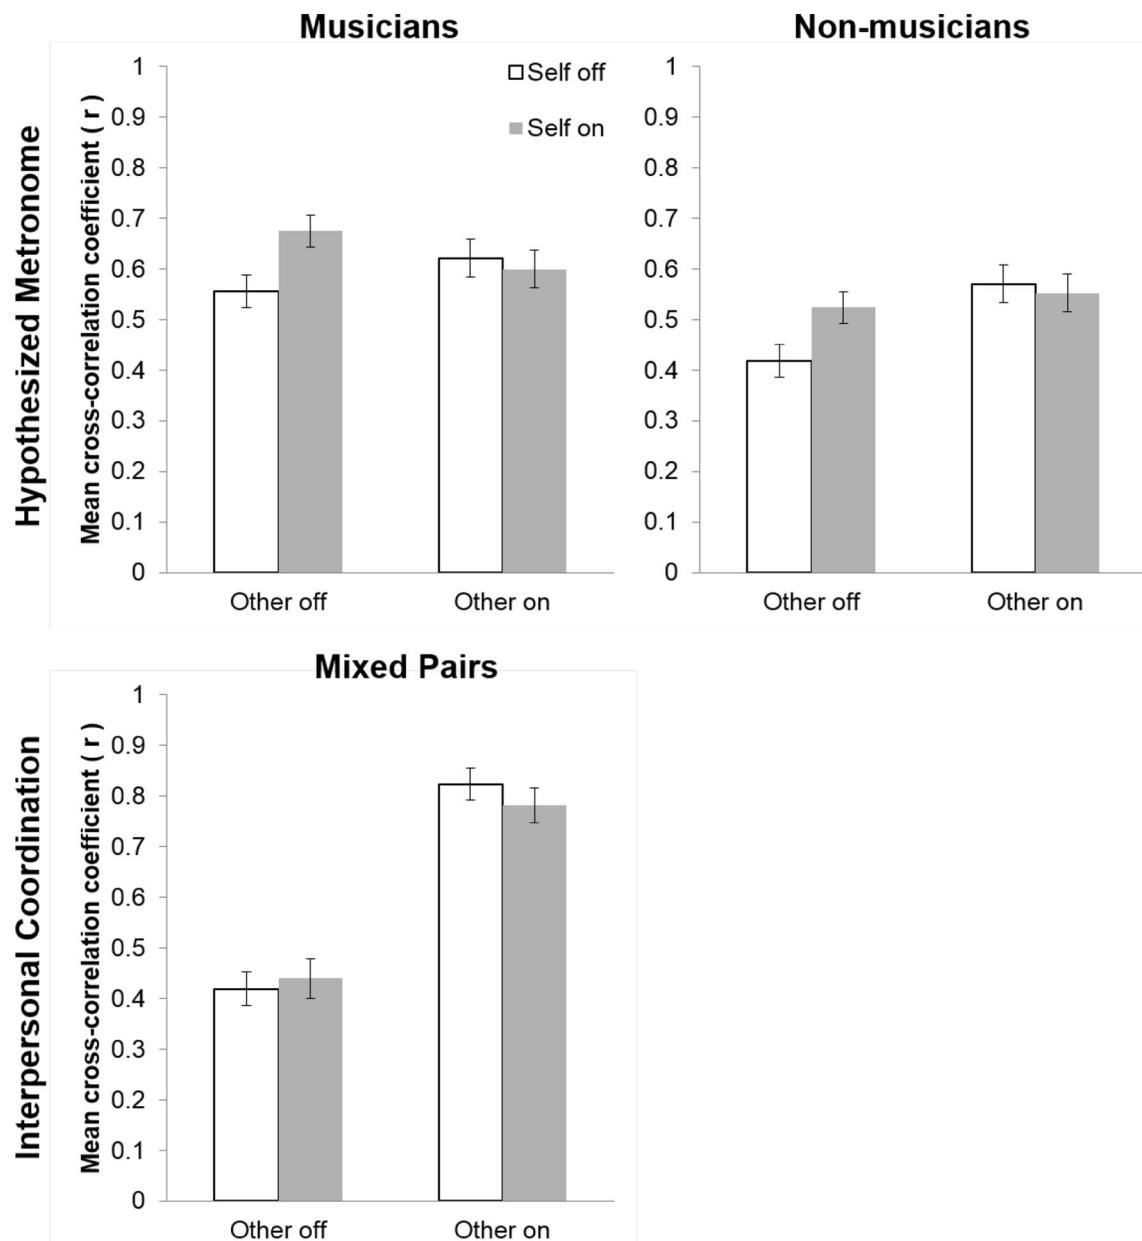 Musicians
Non-musicians
Hypothesized Metronome
Mean cross-correlation coefficient ( r )
1
0.9
0.8
0.7
0.6
0.5
0.4
0.3
0.2
0.1
0
Self off
Self on
Other off
Other on
1
0.9
0.8
0.7
0.6
0.5
0.4
0.3
0.2
0.1
0
Other off
Other on
Mixed Pairs
Interpersonal Coordination
Mean cross-correlation coefficient ( r )
1
0.9
0.8
0.7
0.6
0.5
0.4
0.3
0.2
0.1
0
Other off
Other on